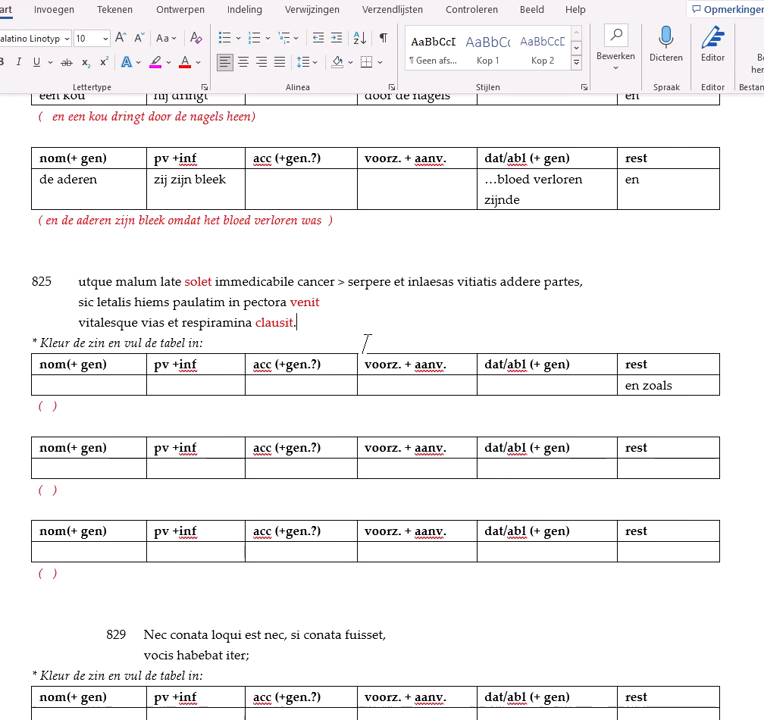 art Invoegen Tekenen Ontwerpen Indeling Verwijzingen Verzendlijsten Controleren Beeld Help Opmerkingen
alatino Linotyp 10 A A Aa A ¶ AaBbCcI AaBbC( AaBbCcI
B I U ab x₂ x² A A ¶ Geen afs... Kop 1 Kop 2 Bewerken Dicteren Editor
Lettertype Alinea Stijlen Spraak Editor Bestan
een kou hij dringt door de nagels en
( en een kou dringt door de nagels heen)
nom(+ gen) pv +inf acc (+gen.?) voorz. + aanv. dat/abl (+ gen) rest
de aderen zij zijn bleek …bloed verloren en
zijnde
( en de aderen zijn bleek omdat het bloed verloren was )
825 utque malum late solet immedicabile cancer > serpere et inlaesas vitiatis addere partes,
sic letalis hiems paulatim in pectora venit
vitalesque vias et respiramina clausit.
* Kleur de zin en vul de tabel in:
nom(+ gen) pv +inf acc (+gen.?) voorz. + aanv. dat/abl (+ gen) rest
en zoals
( )
nom(+ gen) pv +inf acc (+gen.?) voorz. + aanv. dat/abl (+ gen) rest
( )
nom(+ gen) pv +inf acc (+gen.?) voorz. + aanv. dat/abl (+ gen) rest
( )
829 Nec conata loqui est nec, si conata fuisset,
vocis habebat iter;
* Kleur de zin en vul de tabel in:
nom(+ gen) pv +inf acc (+gen.?) voorz. + aanv. dat/abl (+ gen) rest